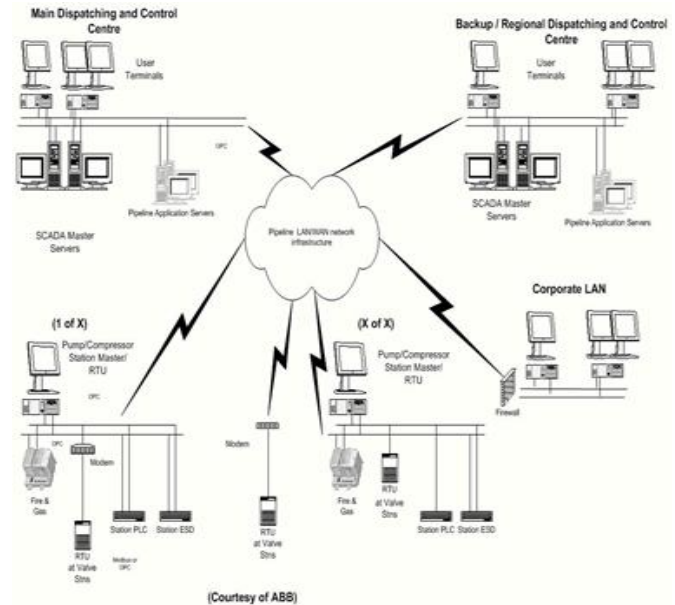 Main Dispatching and Control
Centre
User
Terminals
OPC
SCADA Master
Servers
Pipeline Application Servers
Backup / Regional Dispatching and Control
Centre
User
Terminals
SCADA Master
Servers
Pipeline Application Servers
Pipeline LAN/WAN network
infrastructure
Corporate LAN
Firewall
(1 of X)
Pump/Compressor
Station Master/
RTU
OPC
OPC
Modem
Fire &
Gas
RTU
at Valve
Stns
Station PLC
Station ESD
Modbus or
OPC
Modem
RTU
at Valve
Stns
(X of X)
Pump/Compressor
Station Master/
RTU
Fire &
Gas
RTU
at Valve
Stns
Station PLC
Station ESD
(Courtesy of ABB)